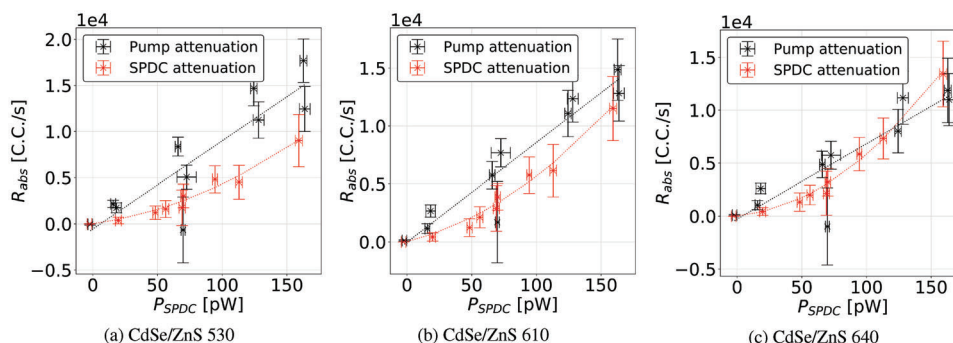 1e4
2.0
1.5
1.0
0.5
0.0
−0.5
R_abs [C.C./s]
Pump attenuation
SPDC attenuation
0 50 100 150
P_SPDC [pW]
(a) CdSe/ZnS 530
1e4
1.5
1.0
0.5
0.0
R_abs [C.C./s]
Pump attenuation
SPDC attenuation
0 50 100 150
P_SPDC [pW]
(b) CdSe/ZnS 610
1e4
1.5
1.0
0.5
0.0
−0.5
R_abs [C.C./s]
Pump attenuation
SPDC attenuation
0 50 100 150
P_SPDC [pW]
(c) CdSe/ZnS 640